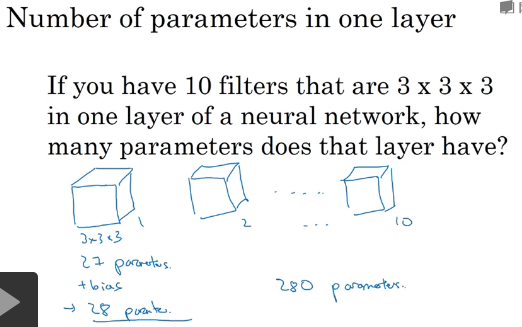 Number of parameters in one layer
If you have 10 filters that are 3 x 3 x 3
in one layer of a neural network, how
many parameters does that layer have?
1 2 ..... ... 10
3x3x3
27 parameters.
+bias
→ 28 parameters.
280 parameters.